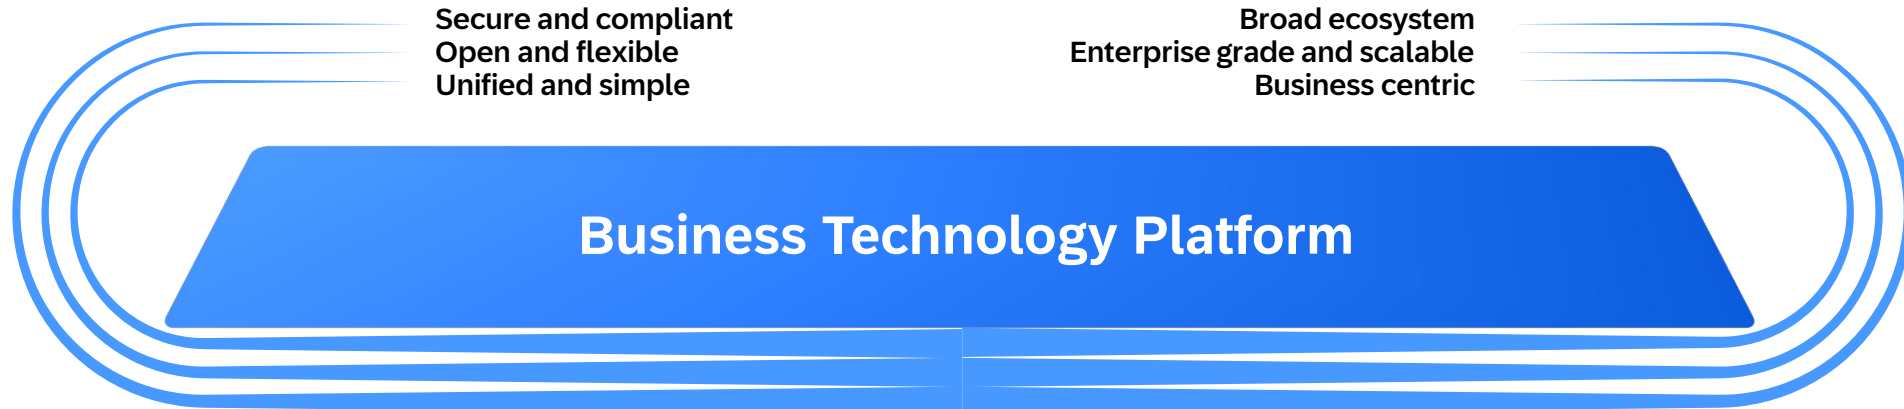 Secure and compliant
Open and flexible
Unified and simple
Broad ecosystem
Enterprise grade and scalable
Business centric
Business Technology Platform